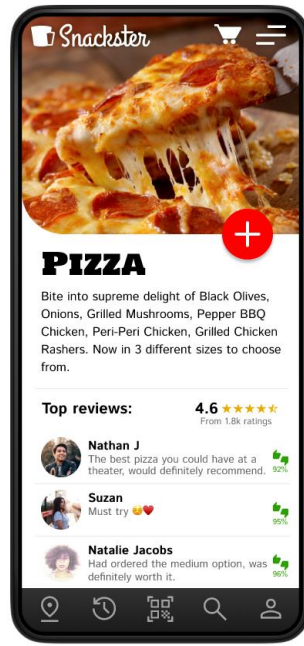 Snackster
PIZZA
Bite into supreme delight of Black Olives,
Onions, Grilled Mushrooms, Pepper BBQ
Chicken, Peri-Peri Chicken, Grilled Chicken
Rashers. Now in 3 different sizes to choose
from.
Top reviews:
4.6 ★★★★⯨
From 1.8k ratings
Nathan J
The best pizza you could have at a
theater, would definitely recommend.
92%
Suzan
Must try 😋❤️
95%
Natalie Jacobs
Had ordered the medium option, was
definitely worth it.
96%